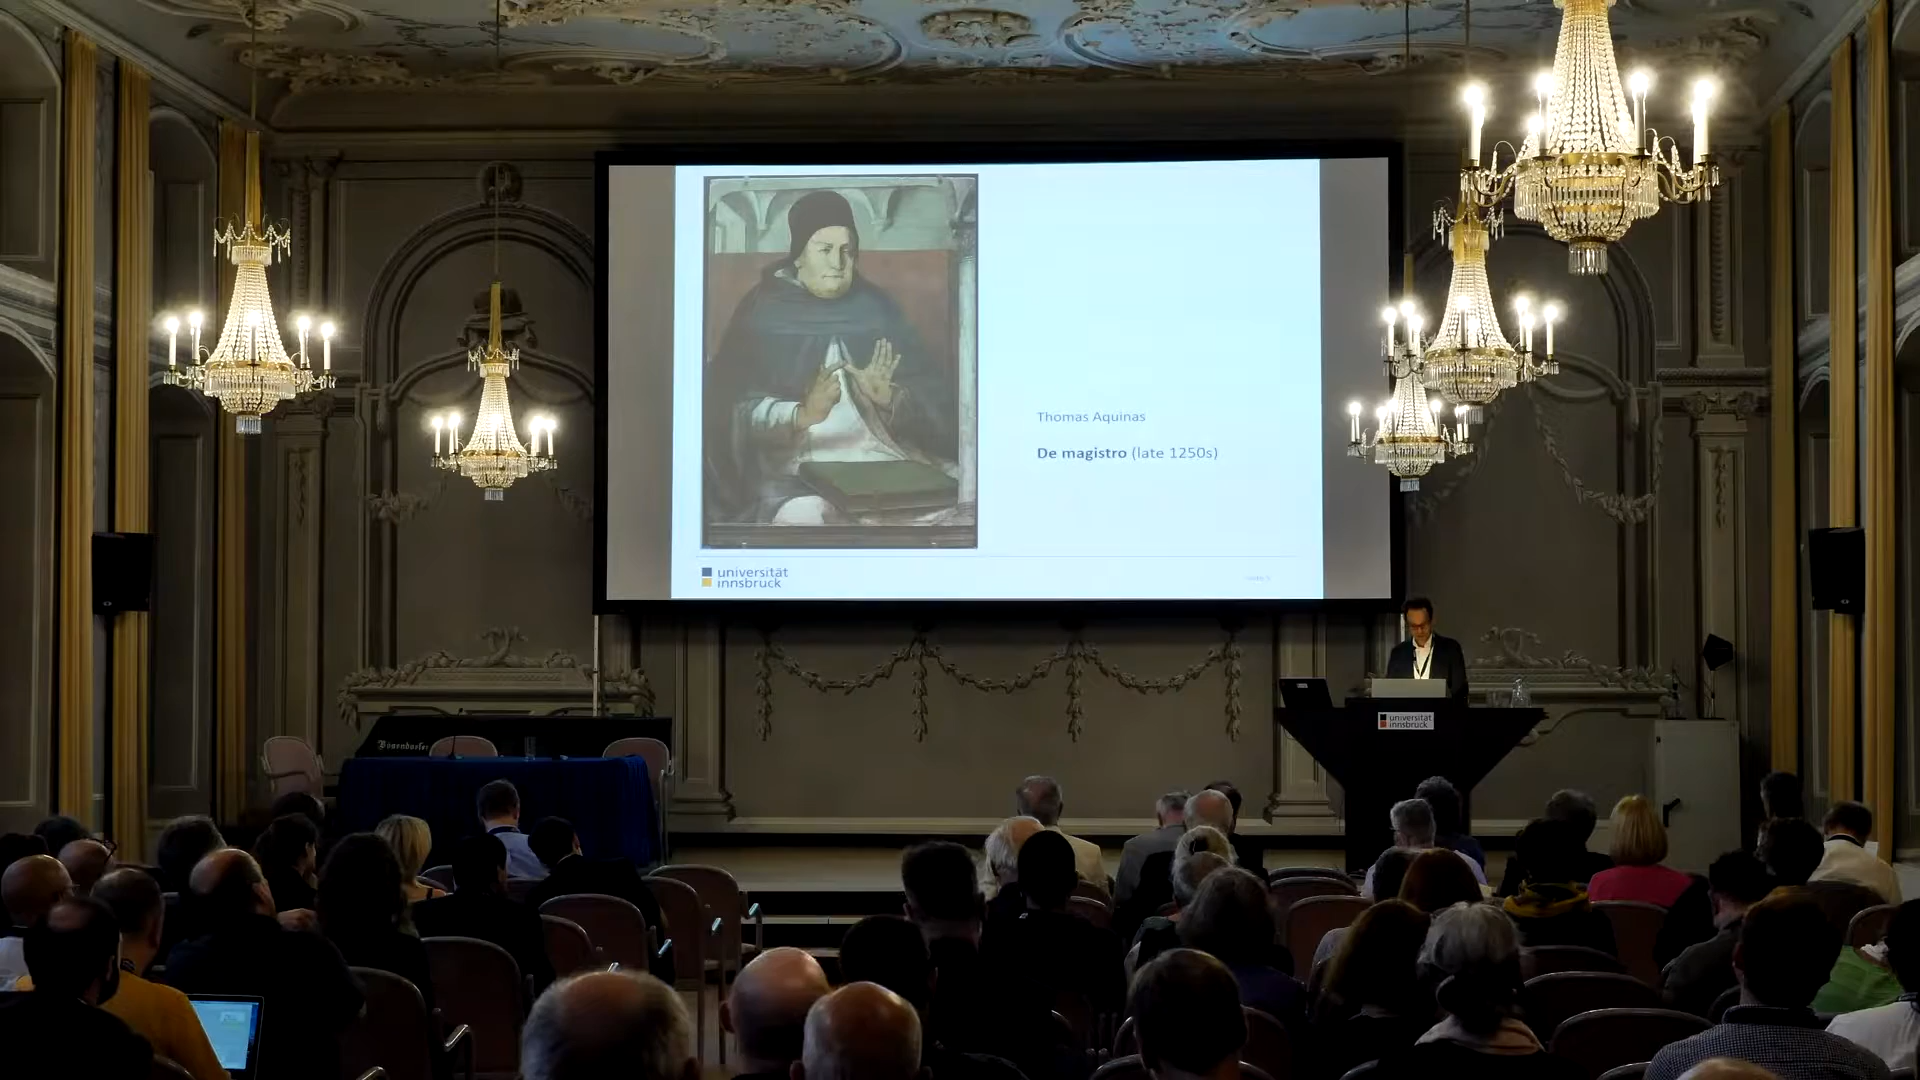 Thomas Aquinas
De magistro (late 1250s)
universität
innsbruck
universität
innsbruck